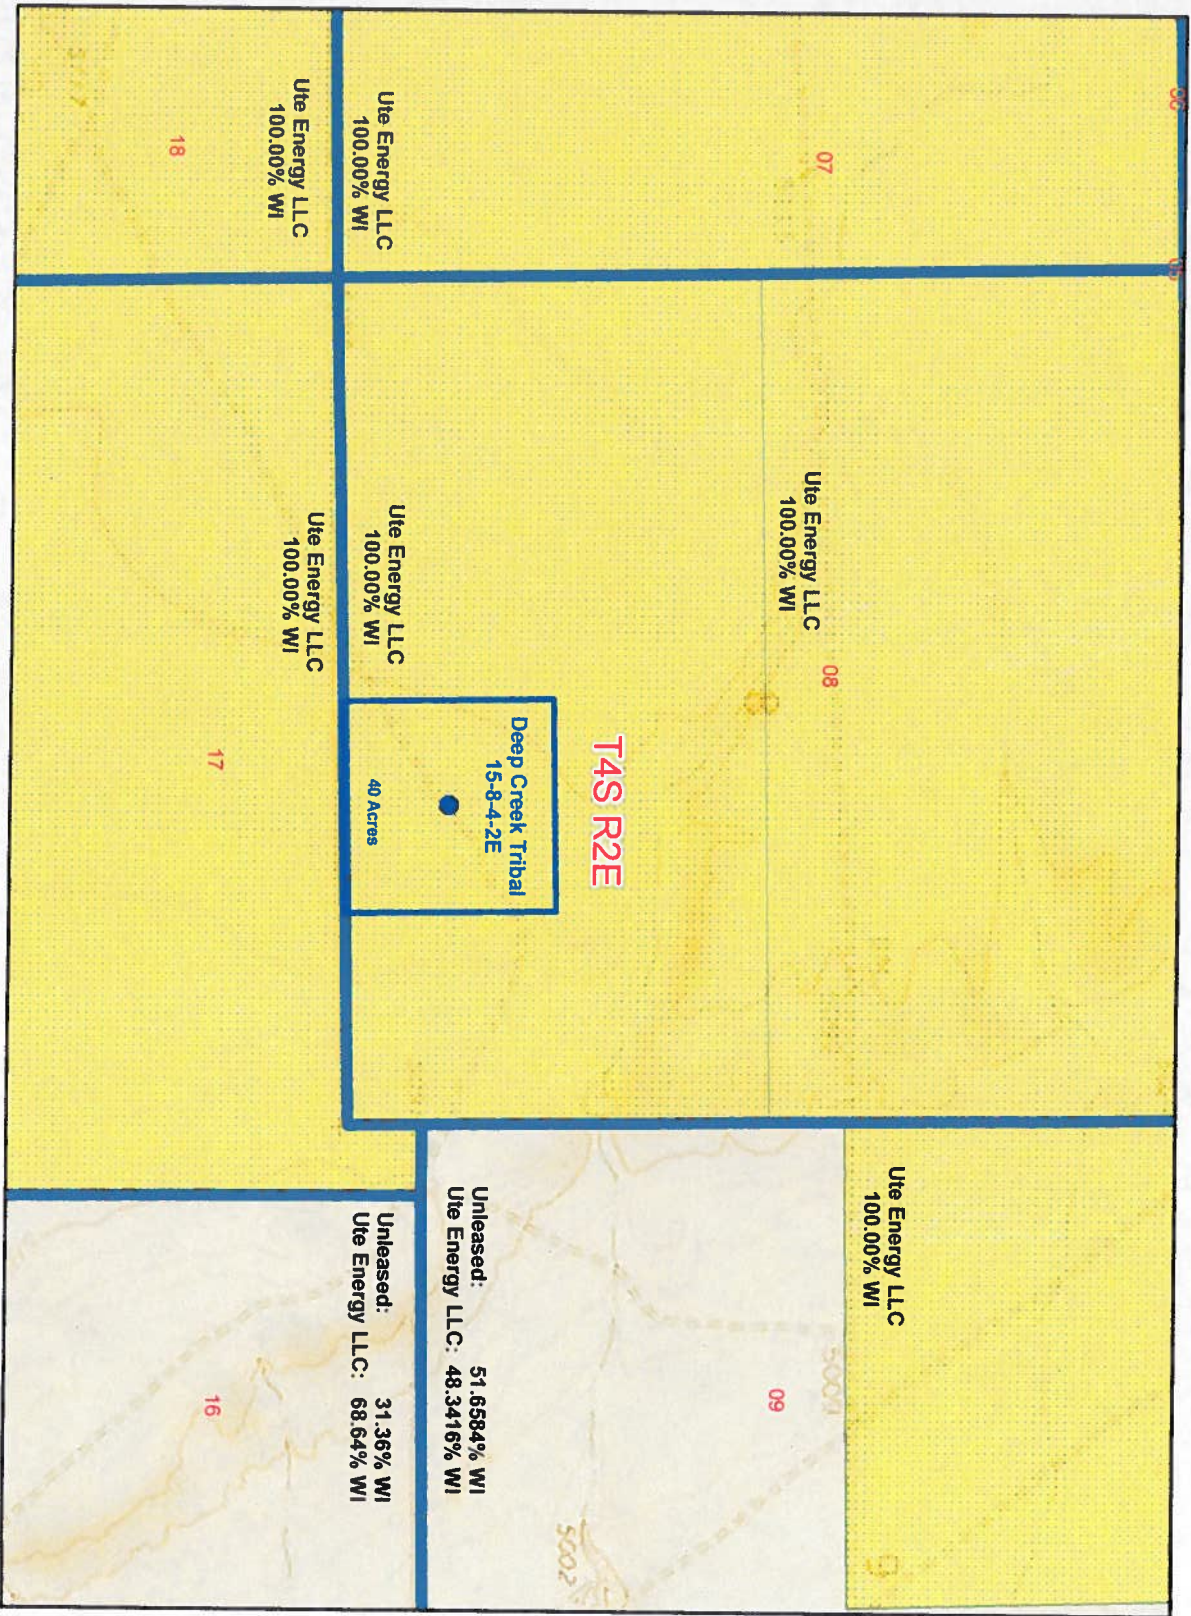 06
05
Ute Energy LLC
100.00% WI
07
08
Ute Energy LLC
100.00% WI
09
T4S R2E
5002
Deep Creek Tribal
15-8-4-2E
40 Acres
Unleased: 51.6584% WI
Ute Energy LLC: 48.3416% WI
Ute Energy LLC
100.00% WI
Ute Energy LLC
100.00% WI
Unleased: 31.36% WI
Ute Energy LLC: 68.64% WI
Ute Energy LLC
100.00% WI
Ute Energy LLC
100.00% WI
18
17
16